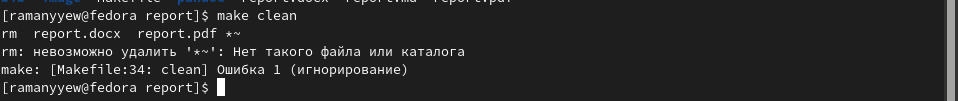 [ramanyyew@fedora report]$ make clean
rm  report.docx  report.pdf *~
rm: невозможно удалить '*~': Нет такого файла или каталога
make: [Makefile:34: clean] Ошибка 1 (игнорирование)
[ramanyyew@fedora report]$